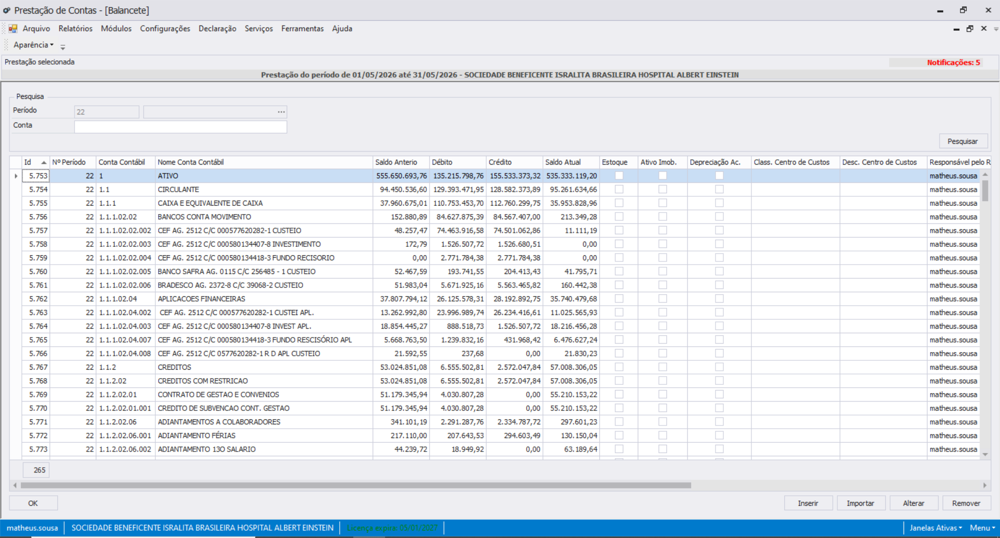 Prestação de Contas - [Balancete]
Arquivo Relatórios Módulos Configurações Declaração Serviços Ferramentas Ajuda
Aparência
Prestação selecionada
Notificações: 5
Prestação do período de 01/05/2026 até 31/05/2026 - SOCIEDADE BENEFICENTE ISRALITA BRASILEIRA HOSPITAL ALBERT EINSTEIN
Pesquisa
Período 22 ...
Conta
Pesquisar
Id Nº Período Conta Contábil Nome Conta Contábil Saldo Anterio Débito Crédito Saldo Atual Estoque Ativo Imob. Depreciação Ac. Class. Centro de Custos Desc. Centro de Custos Responsável pelo R
5.753 22 1 ATIVO 555.650.693,76 135.215.798,76 155.533.373,32 535.333.119,20 matheus.sousa
5.754 22 1.1 CIRCULANTE 94.450.536,60 129.393.471,95 128.582.373,89 95.261.634,66 matheus.sousa
5.755 22 1.1.1 CAIXA E EQUIVALENTE DE CAIXA 37.960.675,01 110.753.453,70 112.760.299,75 35.953.828,96 matheus.sousa
5.756 22 1.1.1.02.02 BANCOS CONTA MOVIMENTO 152.880,89 84.627.875,39 84.567.407,00 213.349,28 matheus.sousa
5.757 22 1.1.1.02.02.002 CEF AG. 2512 C/C 000577620282-1 CUSTEIO 48.257,47 74.463.916,58 74.501.062,86 11.111,19 matheus.sousa
5.758 22 1.1.1.02.02.003 CEF AG. 2512 C/C 000580134407-8 INVESTIMENTO 172,79 1.526.507,72 1.526.680,51 0,00 matheus.sousa
5.759 22 1.1.1.02.02.004 CEF AG. 2512 C/C 000580134418-3 FUNDO RECISORIO 0,00 2.771.784,38 2.771.784,38 0,00 matheus.sousa
5.760 22 1.1.1.02.02.005 BANCO SAFRA AG. 0115 C/C 256485 - 1 CUSTEIO 52.467,59 193.741,55 204.413,43 41.795,71 matheus.sousa
5.761 22 1.1.1.02.02.006 BRADESCO AG. 2372-8 C/C 39068-2 CUSTEIO 51.983,04 5.671.925,16 5.563.465,82 160.442,38 matheus.sousa
5.762 22 1.1.1.02.04 APLICACOES FINANCEIRAS 37.807.794,12 26.125.578,31 28.192.892,75 35.740.479,68 matheus.sousa
5.763 22 1.1.1.02.04.002 CEF AG. 2512 C/C 000577620282-1 CUSTEI APL. 13.262.992,80 23.996.989,74 26.234.416,61 11.025.565,93 matheus.sousa
5.764 22 1.1.1.02.04.003 CEF AG. 2512 C/C 000580134407-8 INVEST APL. 18.854.445,27 888.518,73 1.526.507,72 18.216.456,28 matheus.sousa
5.765 22 1.1.1.02.04.007 CEF AG. 2512 C/C 000580134418-3 FUNDO RESCISÓRIO APL 5.668.763,50 1.239.832,16 431.968,42 6.476.627,24 matheus.sousa
5.766 22 1.1.1.02.04.008 CEF AG. 2512 C/C 0577620282-1 R D APL CUSTEIO 21.592,55 237,68 0,00 21.830,23 matheus.sousa
5.767 22 1.1.2 CREDITOS 53.024.851,08 6.555.502,81 2.572.047,84 57.008.306,05 matheus.sousa
5.768 22 1.1.2.02 CREDITOS COM RESTRICAO 53.024.851,08 6.555.502,81 2.572.047,84 57.008.306,05 matheus.sousa
5.769 22 1.1.2.02.01 CONTRATO DE GESTAO E CONVENIOS 51.179.345,94 4.030.807,28 0,00 55.210.153,22 matheus.sousa
5.770 22 1.1.2.02.01.001 CREDITO DE SUBVENCAO CONT. GESTAO 51.179.345,94 4.030.807,28 0,00 55.210.153,22 matheus.sousa
5.771 22 1.1.2.02.06 ADIANTAMENTOS A COLABORADORES 341.101,19 2.291.287,76 2.334.787,72 297.601,23 matheus.sousa
5.772 22 1.1.2.02.06.001 ADIANTAMENTO FÉRIAS 217.110,00 207.643,53 294.603,49 130.150,04 matheus.sousa
5.773 22 1.1.2.02.06.002 ADIANTAMENTO 13O SALARIO 44.239,72 18.949,92 0,00 63.189,64 matheus.sousa
265
OK Inserir Importar Alterar Remover
matheus.sousa SOCIEDADE BENEFICENTE ISRALITA BRASILEIRA HOSPITAL ALBERT EINSTEIN Licença expira: 05/01/2027 Janelas Ativas Menu